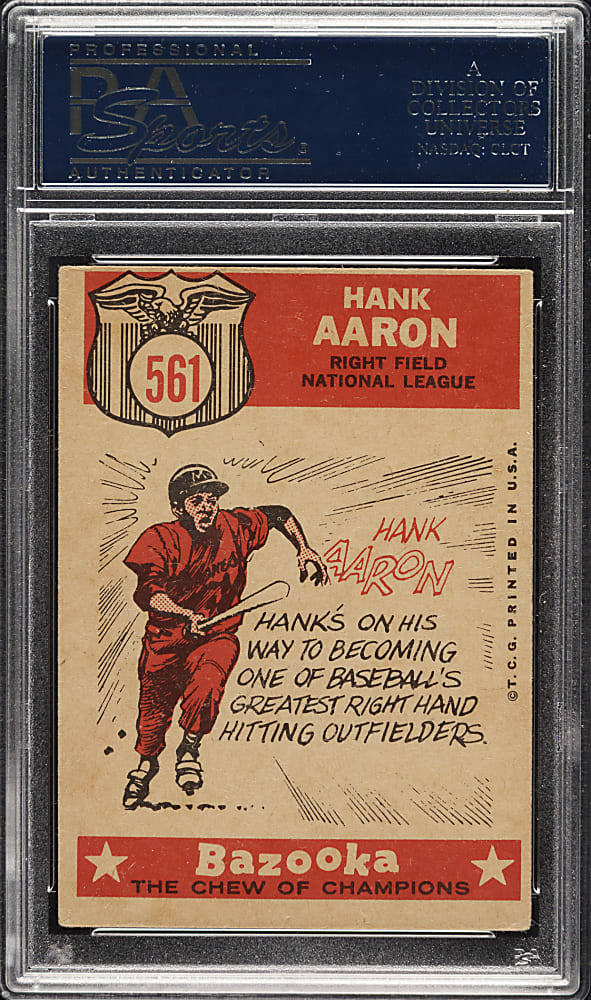 PROFESSIONAL
PSA
Sports®
AUTHENTICATOR
A
DIVISION OF
COLLECTORS
UNIVERSE
NASDAQ: CLCT
561
HANK
AARON
RIGHT FIELD
NATIONAL LEAGUE
M
HANK
AARON
HANK'S ON HIS
WAY TO BECOMING
ONE OF BASEBALL'S
GREATEST RIGHT HAND
HITTING OUTFIELDERS.
©T.C.G. PRINTED IN U.S.A.
Bazooka
THE CHEW OF CHAMPIONS